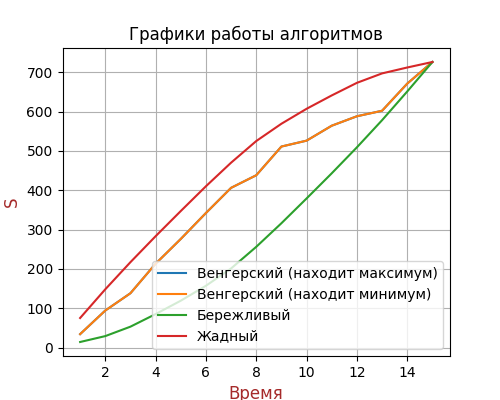 Графики работы алгоритмов
S
700
600
500
400
300
200
100
0
Венгерский (находит максимум)
Венгерский (находит минимум)
Бережливый
Жадный
2 4 6 8 10 12 14
Время